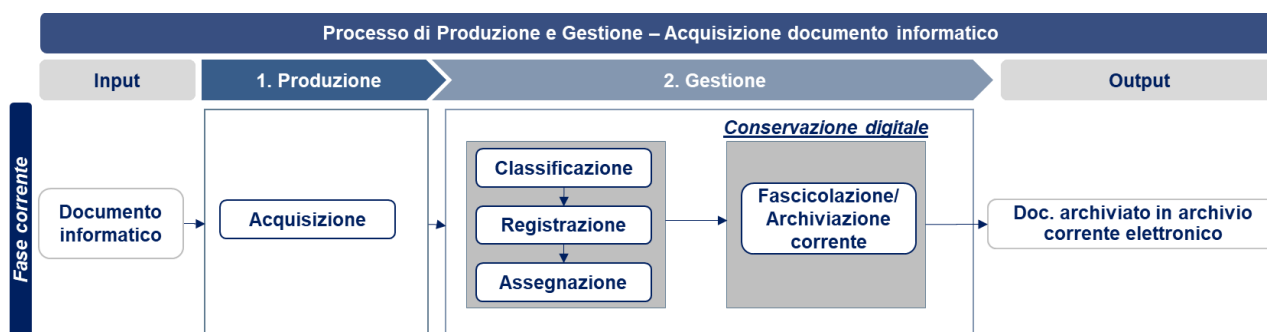 Processo di Produzione e Gestione – Acquisizione documento informatico
Input
1. Produzione
2. Gestione
Output
Fase corrente
Documento
informatico
Acquisizione
Classificazione
Registrazione
Assegnazione
Conservazione digitale
Fascicolazione/
Archiviazione
corrente
Doc. archiviato in archivio
corrente elettronico